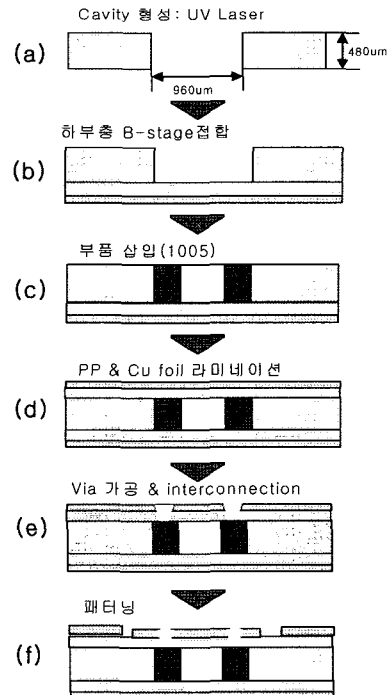 Cavity 형성: UV Laser
(a)
480um
960um
하부층 B-stage접합
(b)
부품 삽입(1005)
(c)
PP & Cu foil 라미네이션
(d)
Via 가공 & interconnection
(e)
패터닝
(f)